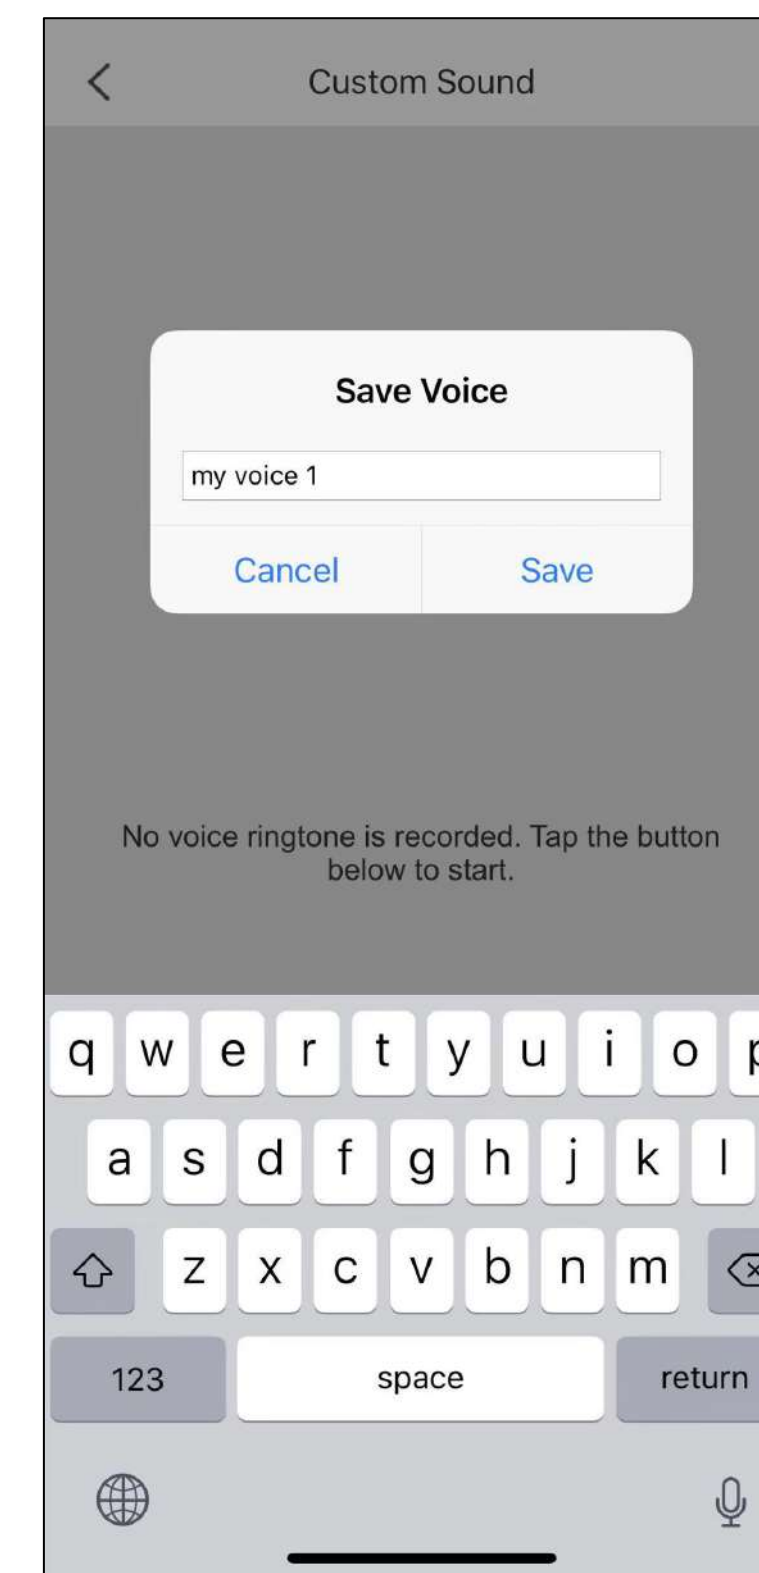 Custom Sound
Save Voice
my voice 1
Cancel Save
No voice ringtone is recorded. Tap the button
below to start.
q w e r t y u i o p
a s d f g h j k l
z x c v b n m
123 space return